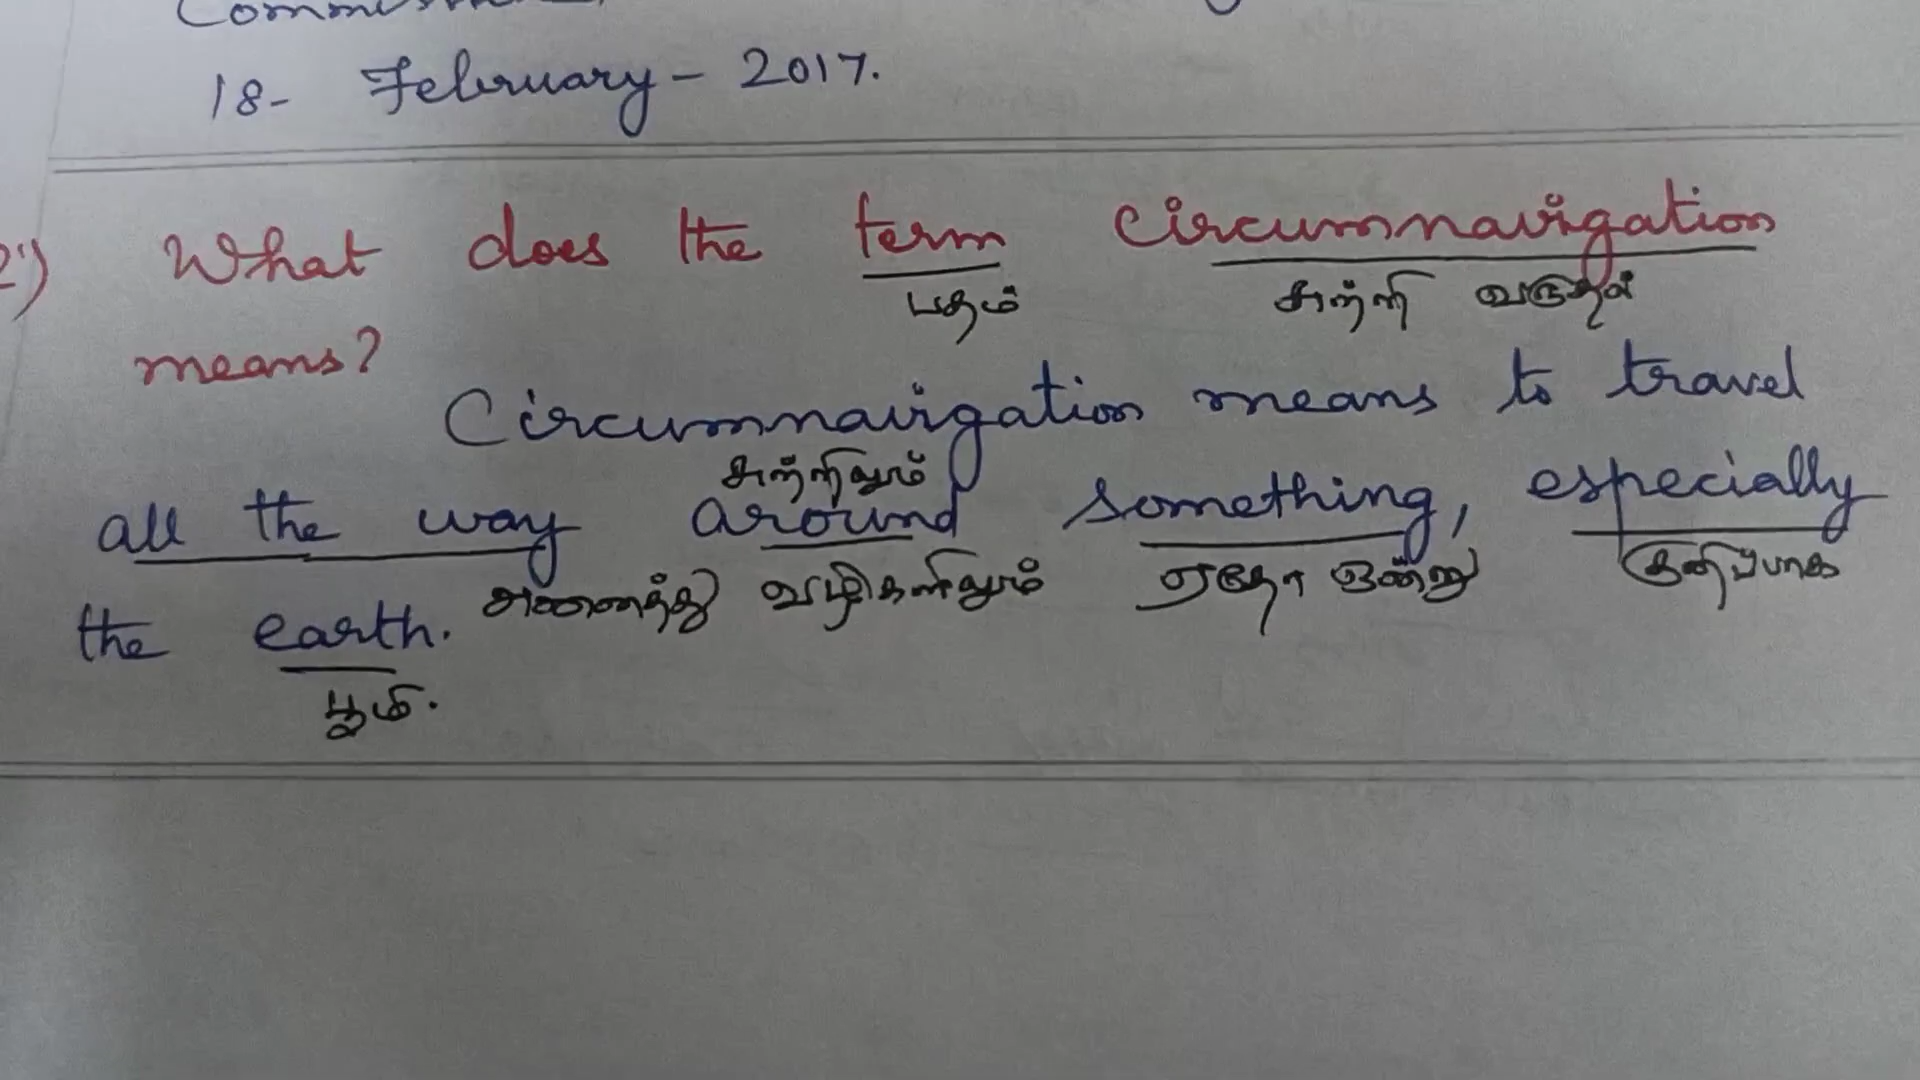 18- February - 2017.
2) What does the term circumnavigation
பதம் சுற்றி வருதல்
means?
Circumnavigation means to travel
சுற்றிலும்
all the way around something, especially
அனைத்து வழிகளிலும் ஏதோ ஒன்று குறிப்பாக
the earth.
பூமி.